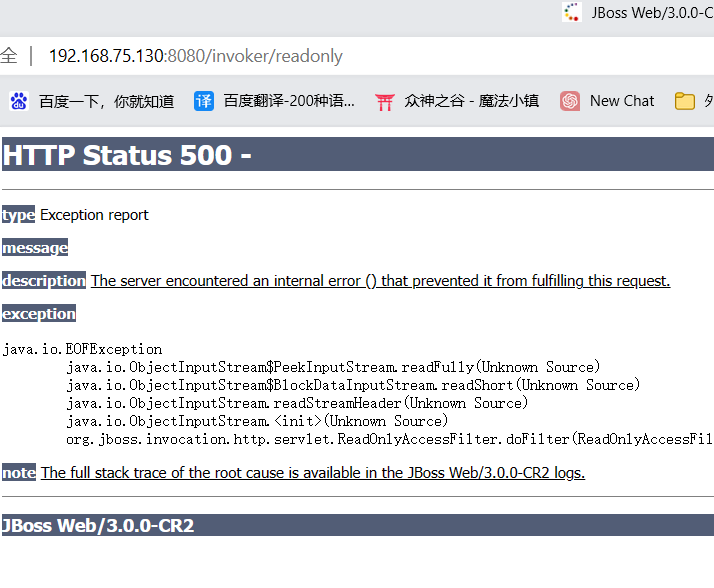 JBoss Web/3.0.0-C
全 | 192.168.75.130:8080/invoker/readonly
百度一下，你就知道 译 百度翻译-200种语... 众神之谷 - 魔法小镇 New Chat
HTTP Status 500 -
type Exception report
message
description The server encountered an internal error () that prevented it from fulfilling this request.
exception
java.io.EOFException
java.io.ObjectInputStream$PeekInputStream.readFully(Unknown Source)
java.io.ObjectInputStream$BlockDataInputStream.readShort(Unknown Source)
java.io.ObjectInputStream.readStreamHeader(Unknown Source)
java.io.ObjectInputStream.<init>(Unknown Source)
org.jboss.invocation.http.servlet.ReadOnlyAccessFilter.doFilter(ReadOnlyAccessFil
note The full stack trace of the root cause is available in the JBoss Web/3.0.0-CR2 logs.
JBoss Web/3.0.0-CR2